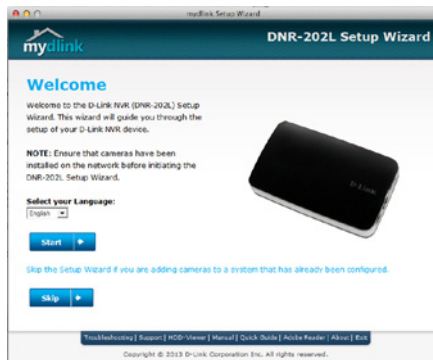 mydlink Setup Wizard
mydlink
DNR-202L Setup Wizard
Welcome
Welcome to the D-Link NVR (DNR-202L) Setup
Wizard. This wizard will guide you through the
setup of your D-Link NVR device.
NOTE: Ensure that cameras have been
installed on the network before initiating the
DNR-202L Setup Wizard.
D-Link
Select your Language:
English
Start
Skip the Setup Wizard if you are adding cameras to a system that has already been configured.
Skip
Troubleshooting | Support | HDD-Viewer | Manual | Quick Guide | Adobe Reader | About | Exit
Copyright © 2013 D-Link Corporation Inc. All rights reserved.